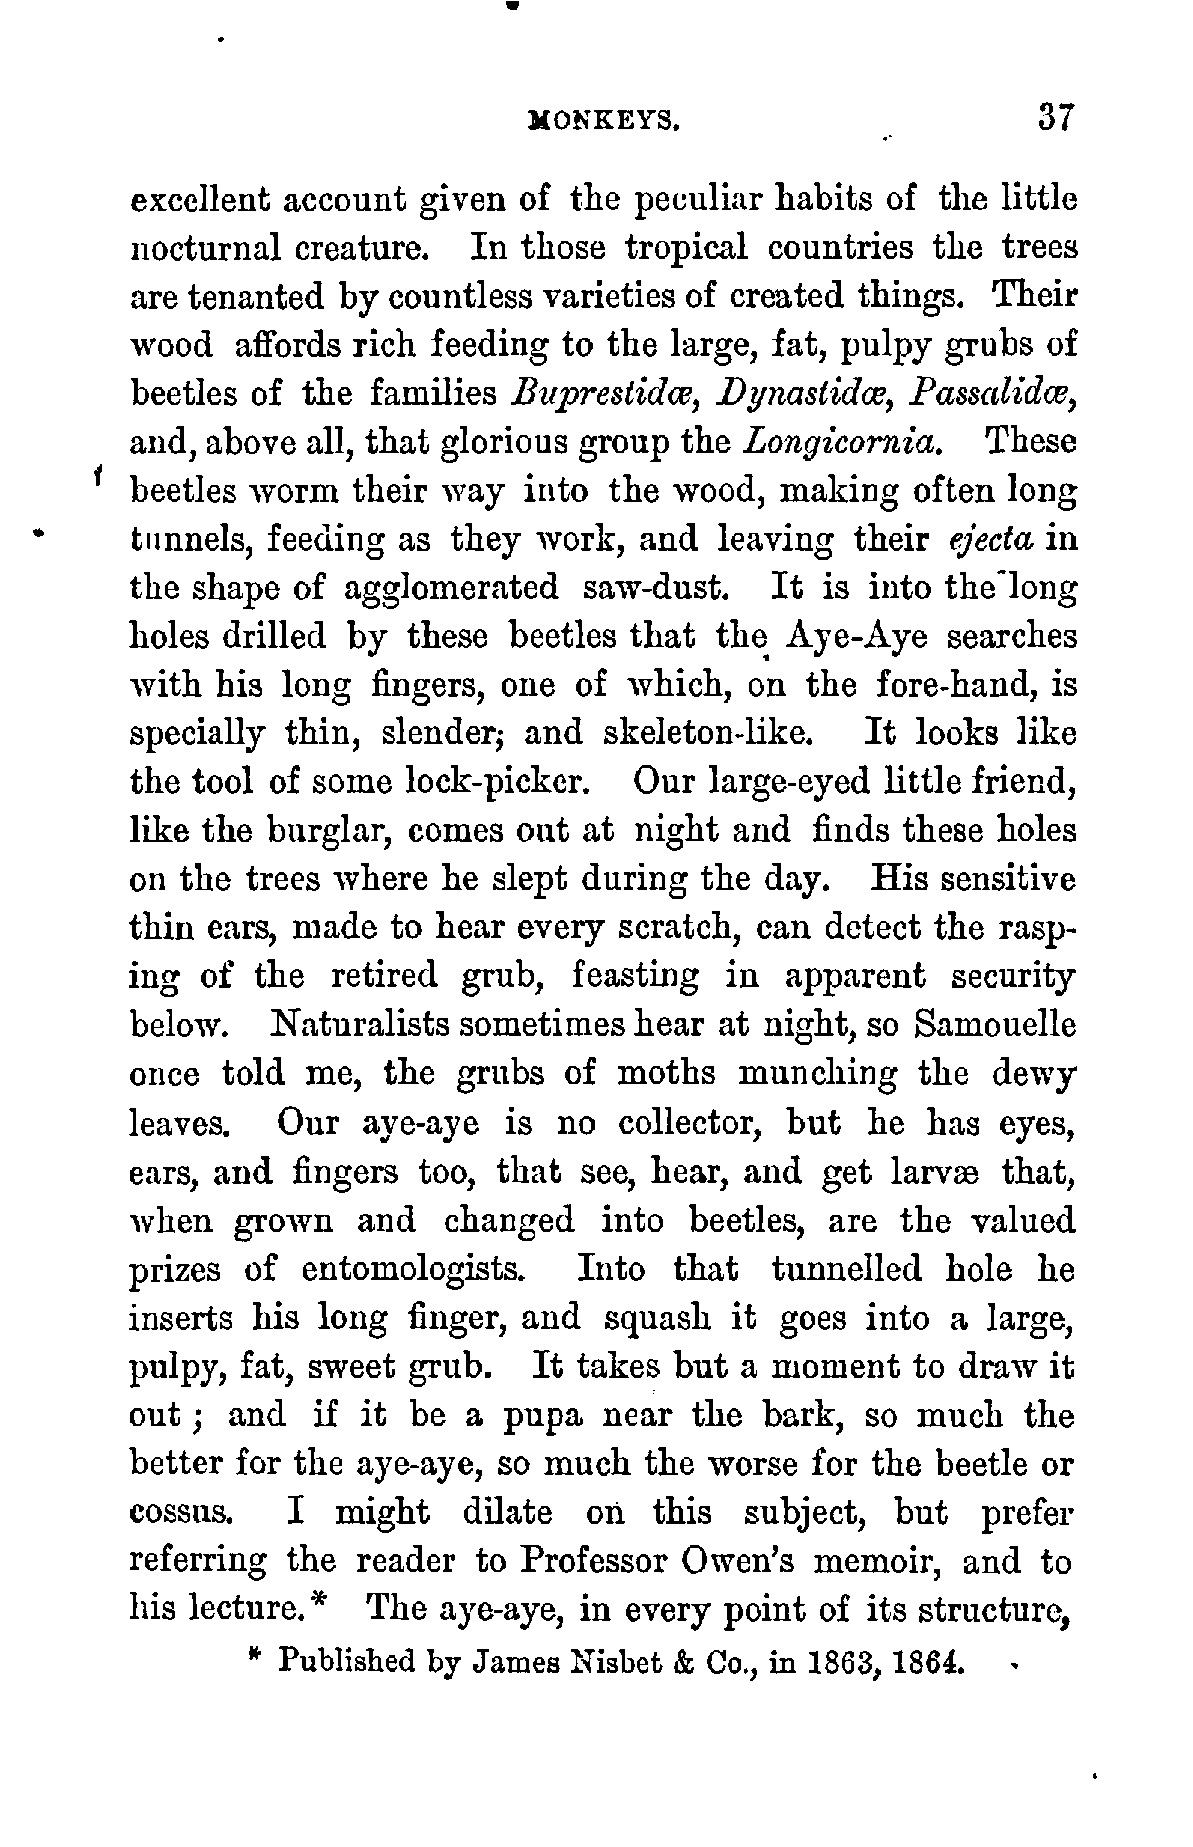 MONKEYS. 37
excellent account given of the peculiar habits of the little
nocturnal creature. In those tropical countries the trees
are tenanted by countless varieties of created things. Their
wood affords rich feeding to the large, fat, pulpy grubs of
beetles of the families Buprestidæ, Dynastidæ, Passalidæ,
and, above all, that glorious group the Longicornia. These
beetles worm their way into the wood, making often long
tunnels, feeding as they work, and leaving their ejecta in
the shape of agglomerated saw-dust. It is into the long
holes drilled by these beetles that the Aye-Aye searches
with his long fingers, one of which, on the fore-hand, is
specially thin, slender; and skeleton-like. It looks like
the tool of some lock-picker. Our large-eyed little friend,
like the burglar, comes out at night and finds these holes
on the trees where he slept during the day. His sensitive
thin ears, made to hear every scratch, can detect the rasp-
ing of the retired grub, feasting in apparent security
below. Naturalists sometimes hear at night, so Samouelle
once told me, the grubs of moths munching the dewy
leaves. Our aye-aye is no collector, but he has eyes,
ears, and fingers too, that see, hear, and get larvæ that,
when grown and changed into beetles, are the valued
prizes of entomologists. Into that tunnelled hole he
inserts his long finger, and squash it goes into a large,
pulpy, fat, sweet grub. It takes but a moment to draw it
out; and if it be a pupa near the bark, so much the
better for the aye-aye, so much the worse for the beetle or
cossus. I might dilate on this subject, but prefer
referring the reader to Professor Owen's memoir, and to
his lecture.* The aye-aye, in every point of its structure,
* Published by James Nisbet & Co., in 1863, 1864.